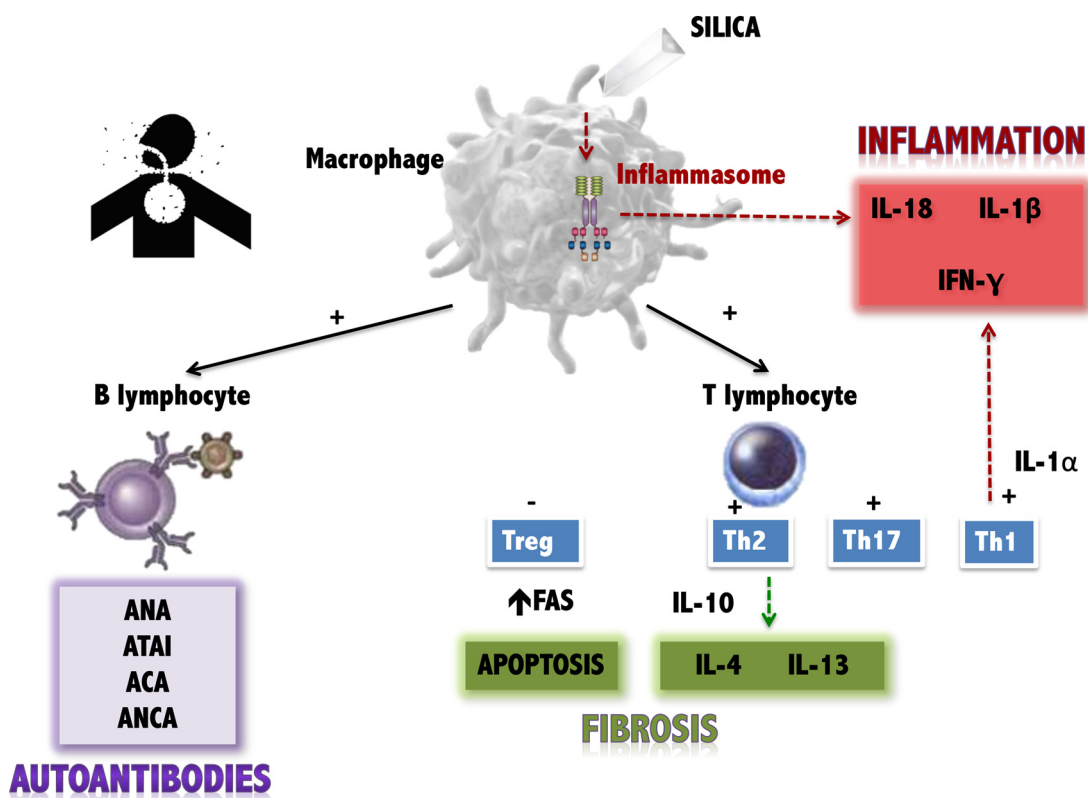 SILICA
INFLAMMATION
Macrophage
Inflammasome
IL-18 IL-1β
IFN-γ
+
+
B lymphocyte
T lymphocyte
IL-1α
- + + +
Treg Th2 Th17 Th1
↑FAS
IL-10
ANA
ATAI
ACA
ANCA
APOPTOSIS
IL-4 IL-13
FIBROSIS
AUTOANTIBODIES